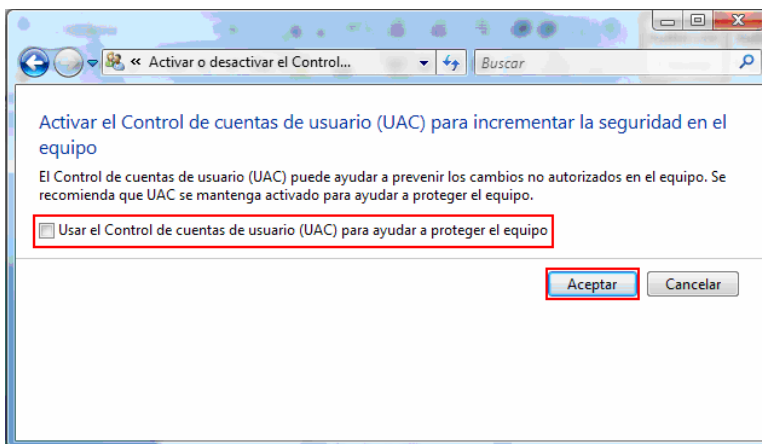 « Activar o desactivar el Control...
Buscar
Activar el Control de cuentas de usuario (UAC) para incrementar la seguridad en el
equipo
El Control de cuentas de usuario (UAC) puede ayudar a prevenir los cambios no autorizados en el equipo. Se
recomienda que UAC se mantenga activado para ayudar a proteger el equipo.
Usar el Control de cuentas de usuario (UAC) para ayudar a proteger el equipo
Aceptar
Cancelar